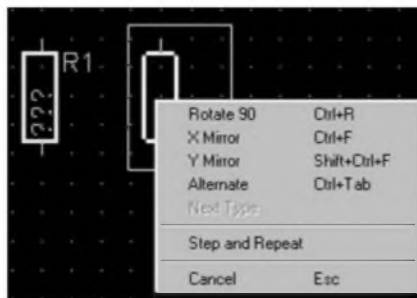 R1
???
Rotate 90 Ctrl+R
X Mirror Ctrl+F
Y Mirror Shift+Ctrl+F
Alternate Ctrl+Tab
Next Type
Step and Repeat
Cancel Esc